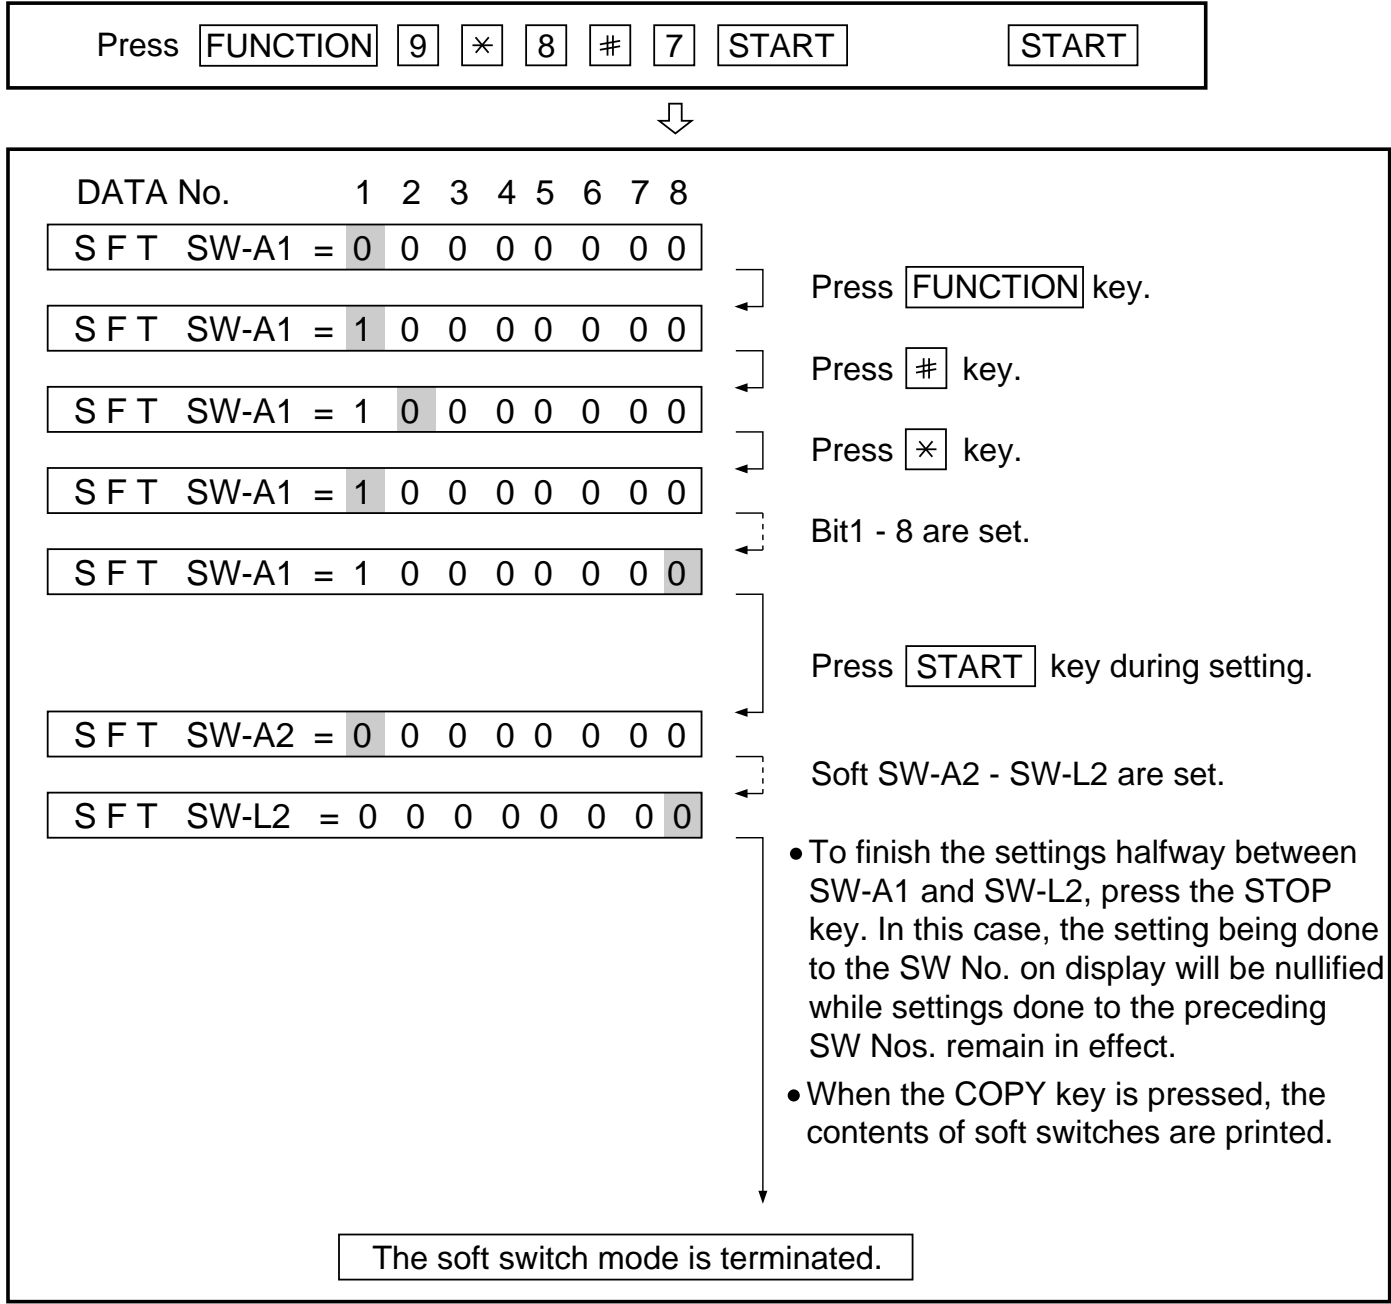 Press FUNCTION 9 * 8 # 7 START START
DATA No. 1 2 3 4 5 6 7 8
SFT SW-A1 = 0 0 0 0 0 0 0 0
Press FUNCTION key.
SFT SW-A1 = 1 0 0 0 0 0 0 0
Press # key.
SFT SW-A1 = 1 0 0 0 0 0 0 0
Press * key.
SFT SW-A1 = 1 0 0 0 0 0 0 0
Bit1 - 8 are set.
SFT SW-A1 = 1 0 0 0 0 0 0 0
Press START key during setting.
SFT SW-A2 = 0 0 0 0 0 0 0 0
Soft SW-A2 - SW-L2 are set.
SFT SW-L2 = 0 0 0 0 0 0 0 0
• To finish the settings halfway between
SW-A1 and SW-L2, press the STOP
key. In this case, the setting being done
to the SW No. on display will be nullified
while settings done to the preceding
SW Nos. remain in effect.
• When the COPY key is pressed, the
contents of soft switches are printed.
The soft switch mode is terminated.